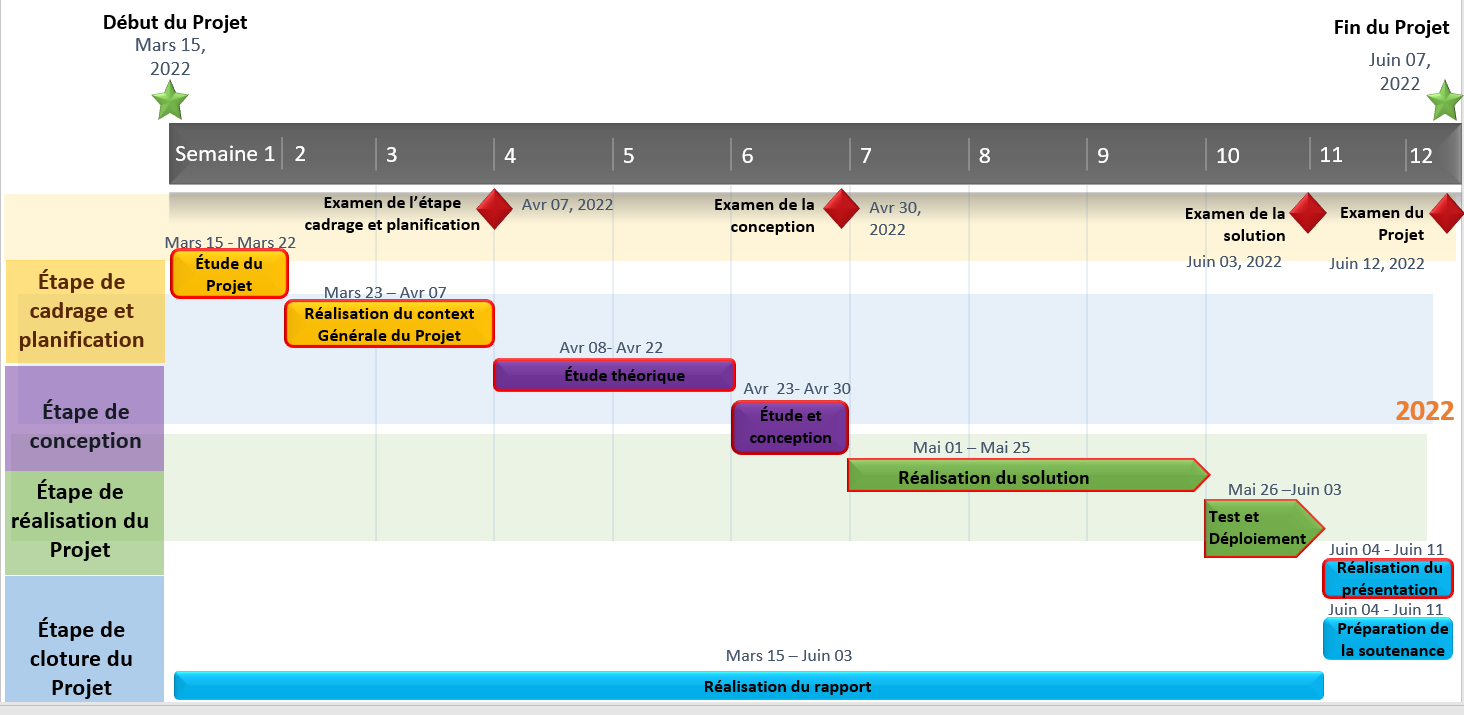 Début du Projet
Mars 15,
2022
Fin du Projet
Juin 07,
2022
Semaine 1 2 3 4 5 6 7 8 9 10 11 12
Examen de l’étape
cadrage et planification
Avr 07, 2022
Examen de la
conception
Avr 30,
2022
Examen de la
solution
Juin 03, 2022
Examen du
Projet
Juin 12, 2022
Étape de
cadrage et
planification
Mars 15 - Mars 22
Étude du
Projet
Mars 23 – Avr 07
Réalisation du context
Générale du Projet
Étape de
conception
Avr 08- Avr 22
Étude théorique
Avr  23- Avr 30
Étude et
conception
2022
Étape de
réalisation du
Projet
Mai 01 – Mai 25
Réalisation du solution
Mai 26 –Juin 03
Test et
Déploiement
Étape de
cloture du
Projet
Juin 04 - Juin 11
Réalisation du
présentation
Juin 04 - Juin 11
Préparation de
la soutenance
Mars 15 – Juin 03
Réalisation du rapport